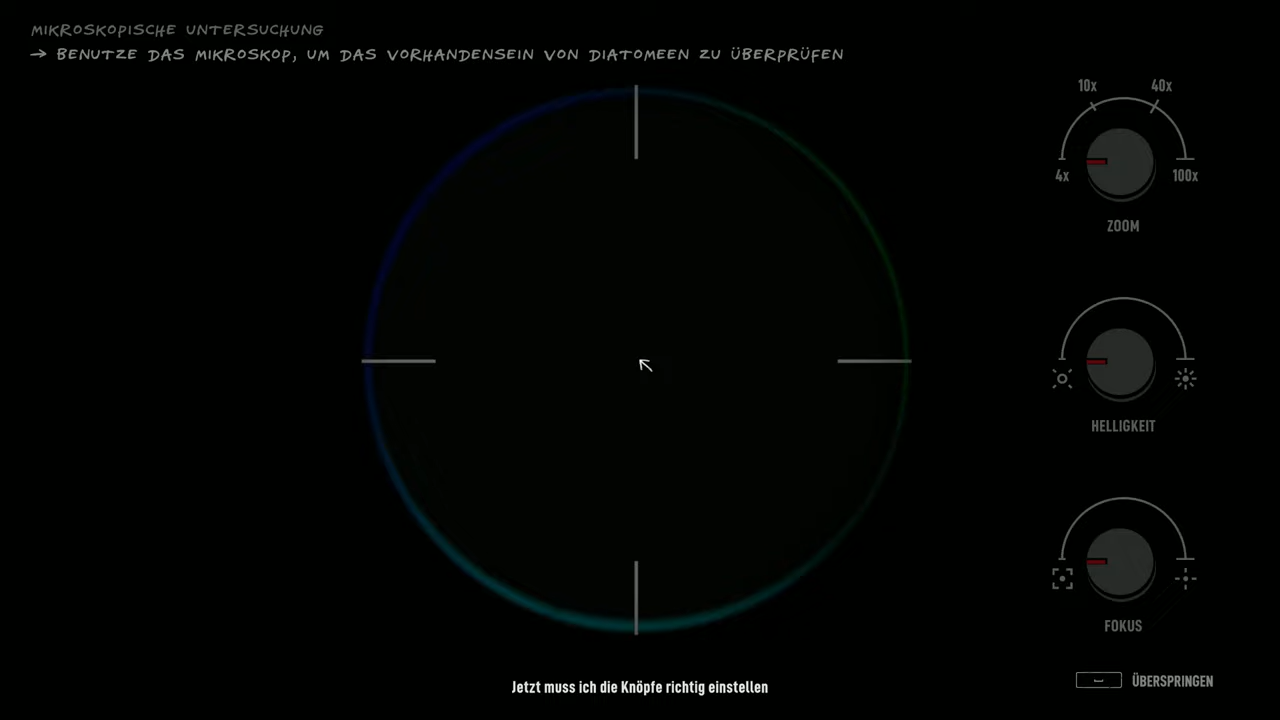 MIKROSKOPISCHE UNTERSUCHUNG
→ BENUTZE DAS MIKROSKOP, UM DAS VORHANDENSEIN VON DIATOMEEN ZU ÜBERPRÜFEN
10x 40x
4x 100x
ZOOM
HELLIGKEIT
FOKUS
Jetzt muss ich die Knöpfe richtig einstellen
ÜBERSPRINGEN